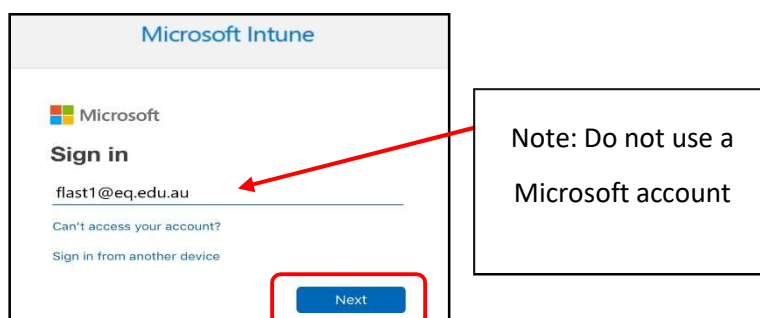 Microsoft Intune
Microsoft
Sign in
flast1@eq.edu.au
Can't access your account?
Sign in from another device
Next
Note: Do not use a
Microsoft account